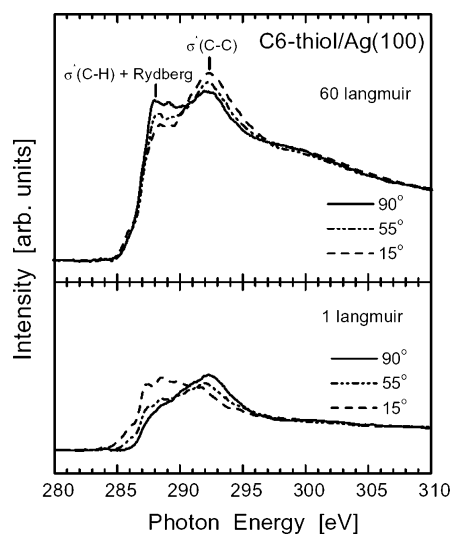 C6-thiol/Ag(100)
σ*(C-C)
σ*(C-H) + Rydberg
60 langmuir
90°
55°
15°
1 langmuir
90°
55°
15°
Intensity [arb. units]
280 285 290 295 300 305 310
Photon Energy [eV]